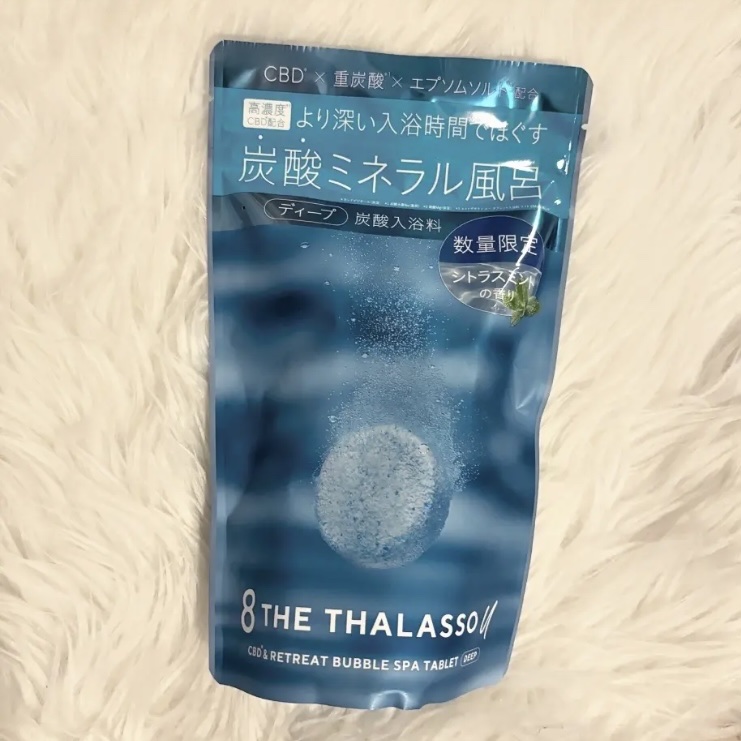 CBD* × 重炭酸*¹ × エプソムソルト 配合
高濃度*
CBD配合
より深い入浴時間でほぐす
炭酸ミネラル風呂
ディープ 炭酸入浴料
数量限定
シトラスミント
の香り
8 THE THALASSO u
CBD*& RETREAT BUBBLE SPA TABLET DEEP